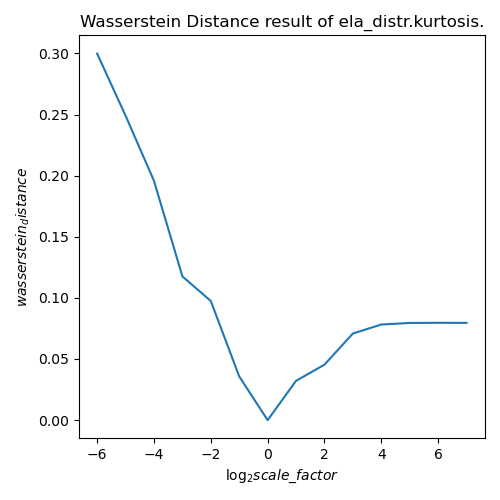 Wasserstein Distance result of ela_distr.kurtosis.
0.30
0.25
0.20
0.15
0.10
0.05
0.00
wasserstein_distance
−6 −4 −2 0 2 4 6
log₂scale_factor